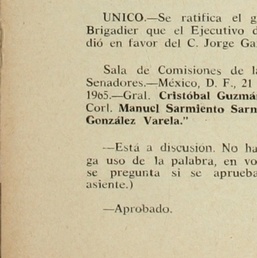 UNICO.—Se ratifica el g
Brigadier que el Ejecutivo d
dió en favor del C. Jorge Ga
Sala de Comisiones de l
Senadores.—México, D. F., 21
1965.—Gral. Cristóbal Guzmá
Corl. Manuel Sarmiento Sarm
González Varela."
—Está a discusión. No ha
ga uso de la palabra, en vo
se pregunta si se aprueba
asiente.)
—Aprobado.